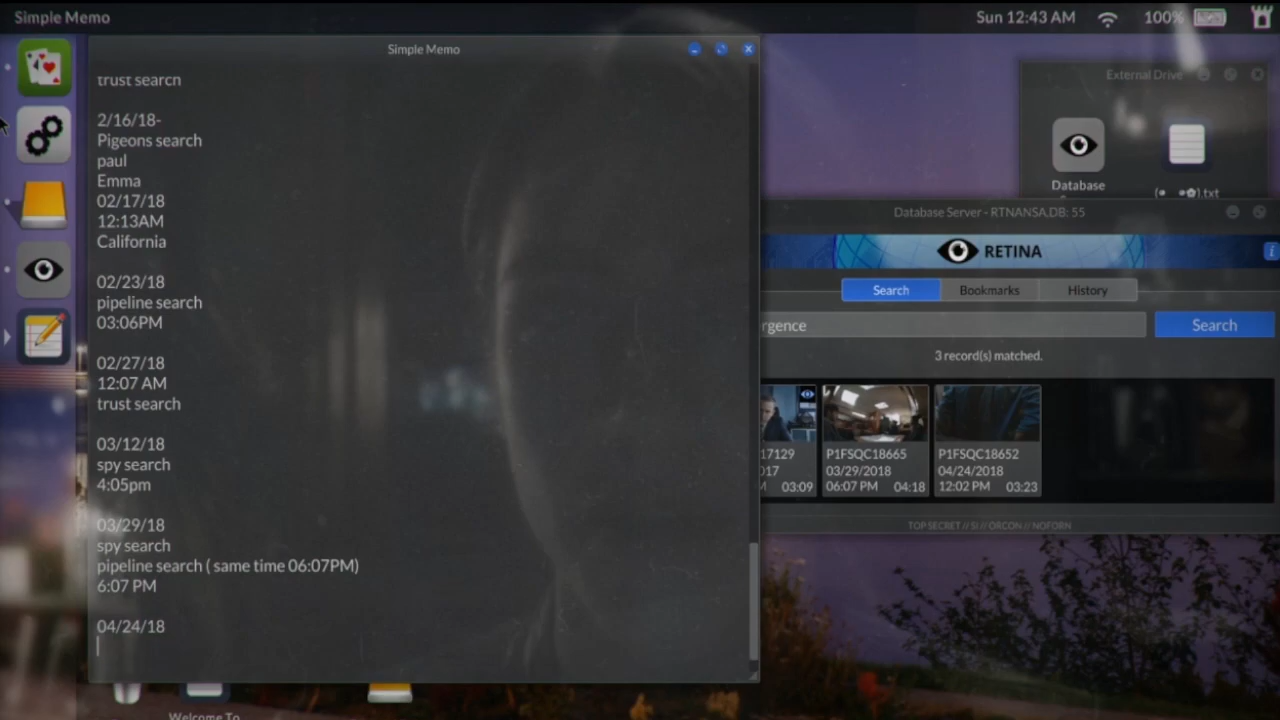 Simple Memo
Sun 12:43 AM
100%
Simple Memo
trust search
2/16/18-
Pigeons search
paul
Emma
02/17/18
12:13AM
California
02/23/18
pipeline search
03:06PM
02/27/18
12:07 AM
trust search
03/12/18
spy search
4:05pm
03/29/18
spy search
pipeline search ( same time 06:07PM)
6:07 PM
04/24/18
External Drive
Database
.txt
Database Server - RTNANSA.DB: 55
RETINA
i
Search
Bookmarks
History
rgence
Search
3 record(s) matched.
17129
017
M 03:09
P1FSQC18665
03/29/2018
06:07 PM 04:18
P1FSQC18652
04/24/2018
12:02 PM 03:23
TOP SECRET // SI // ORCON // NOFORN
Welcome To